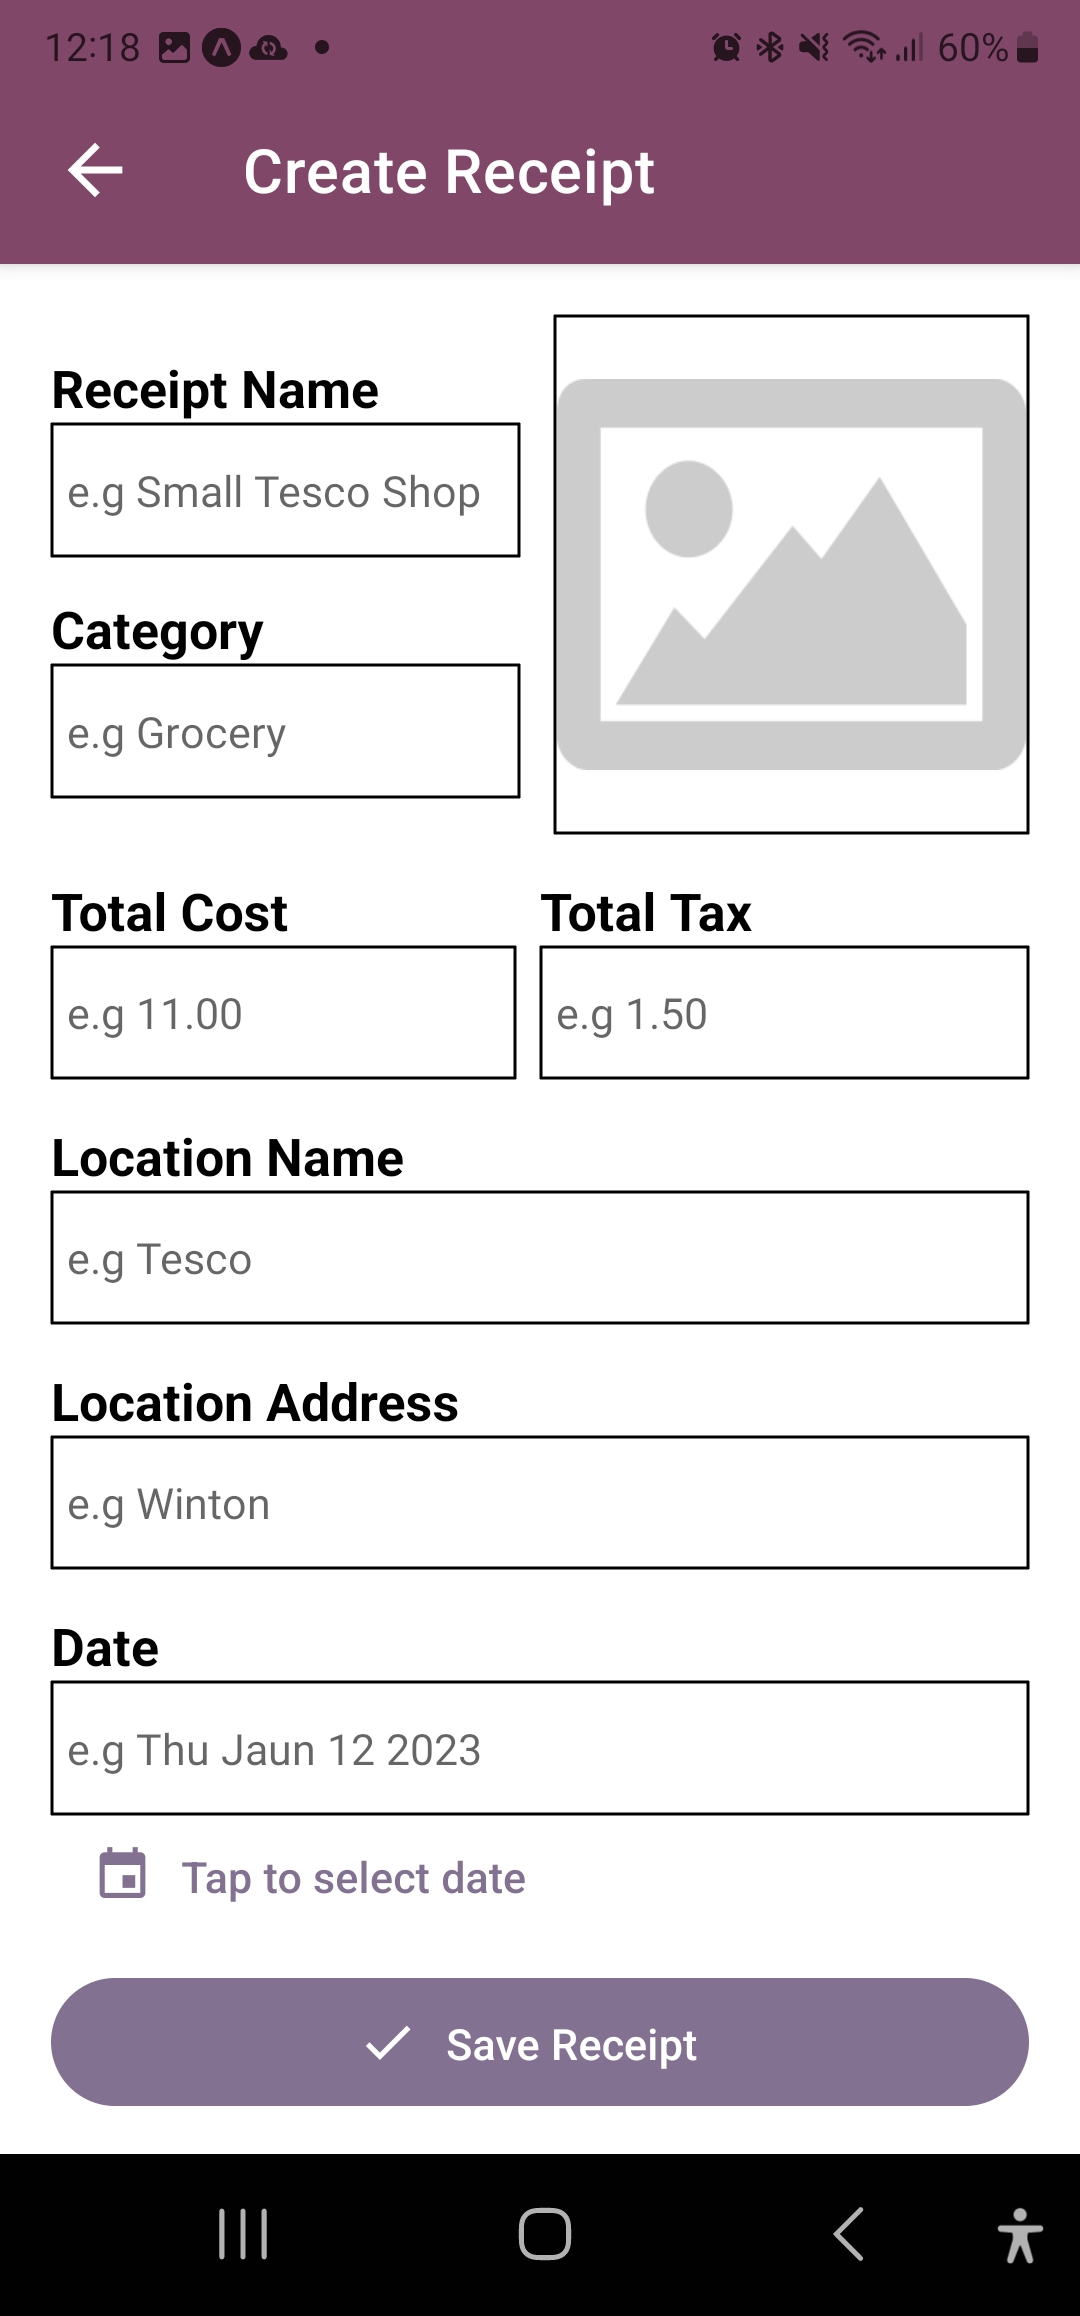 12:18
60%
Create Receipt
Receipt Name
e.g Small Tesco Shop
Category
e.g Grocery
Total Cost
Total Tax
e.g 11.00
e.g 1.50
Location Name
e.g Tesco
Location Address
e.g Winton
Date
e.g Thu Jaun 12 2023
Tap to select date
Save Receipt